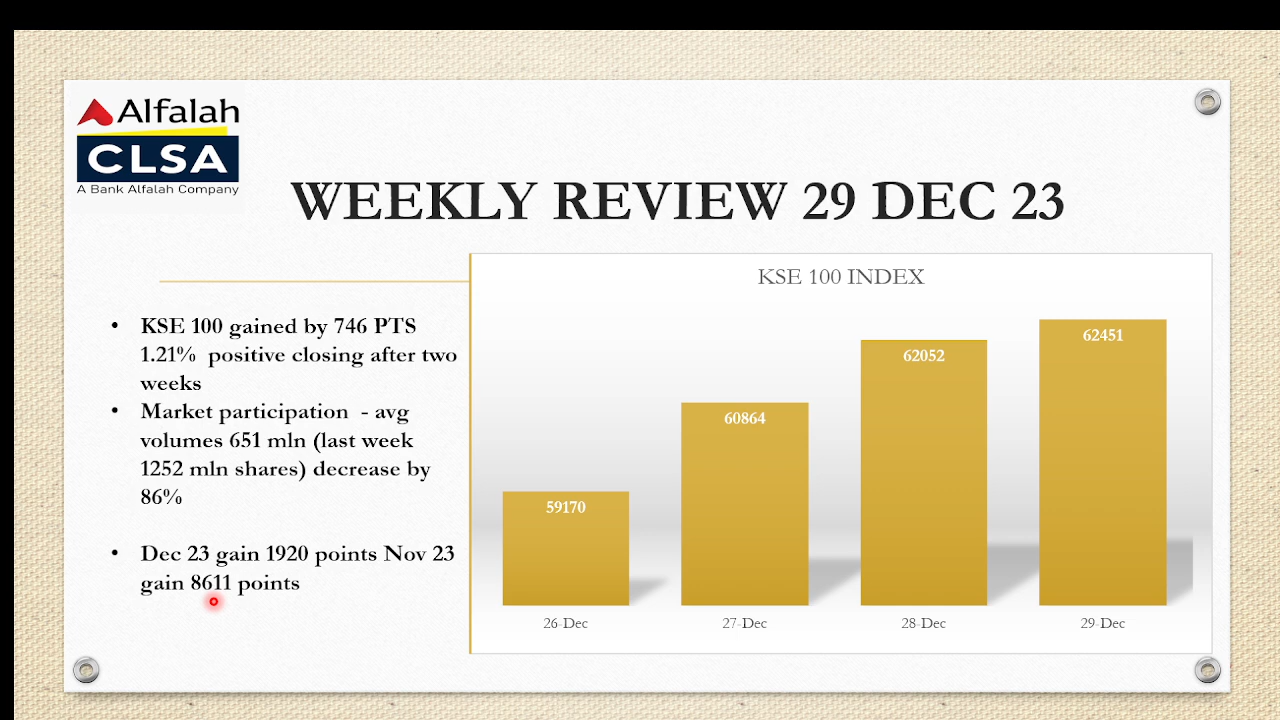 Alfalah
CLSA
A Bank Alfalah Company
WEEKLY REVIEW 29 DEC 23
• KSE 100 gained by 746 PTS
1.21% positive closing after two
weeks
• Market participation - avg
volumes 651 mln (last week
1252 mln shares) decrease by
86%
• Dec 23 gain 1920 points Nov 23
gain 8611 points
KSE 100 INDEX
59170
60864
62052
62451
26-Dec
27-Dec
28-Dec
29-Dec